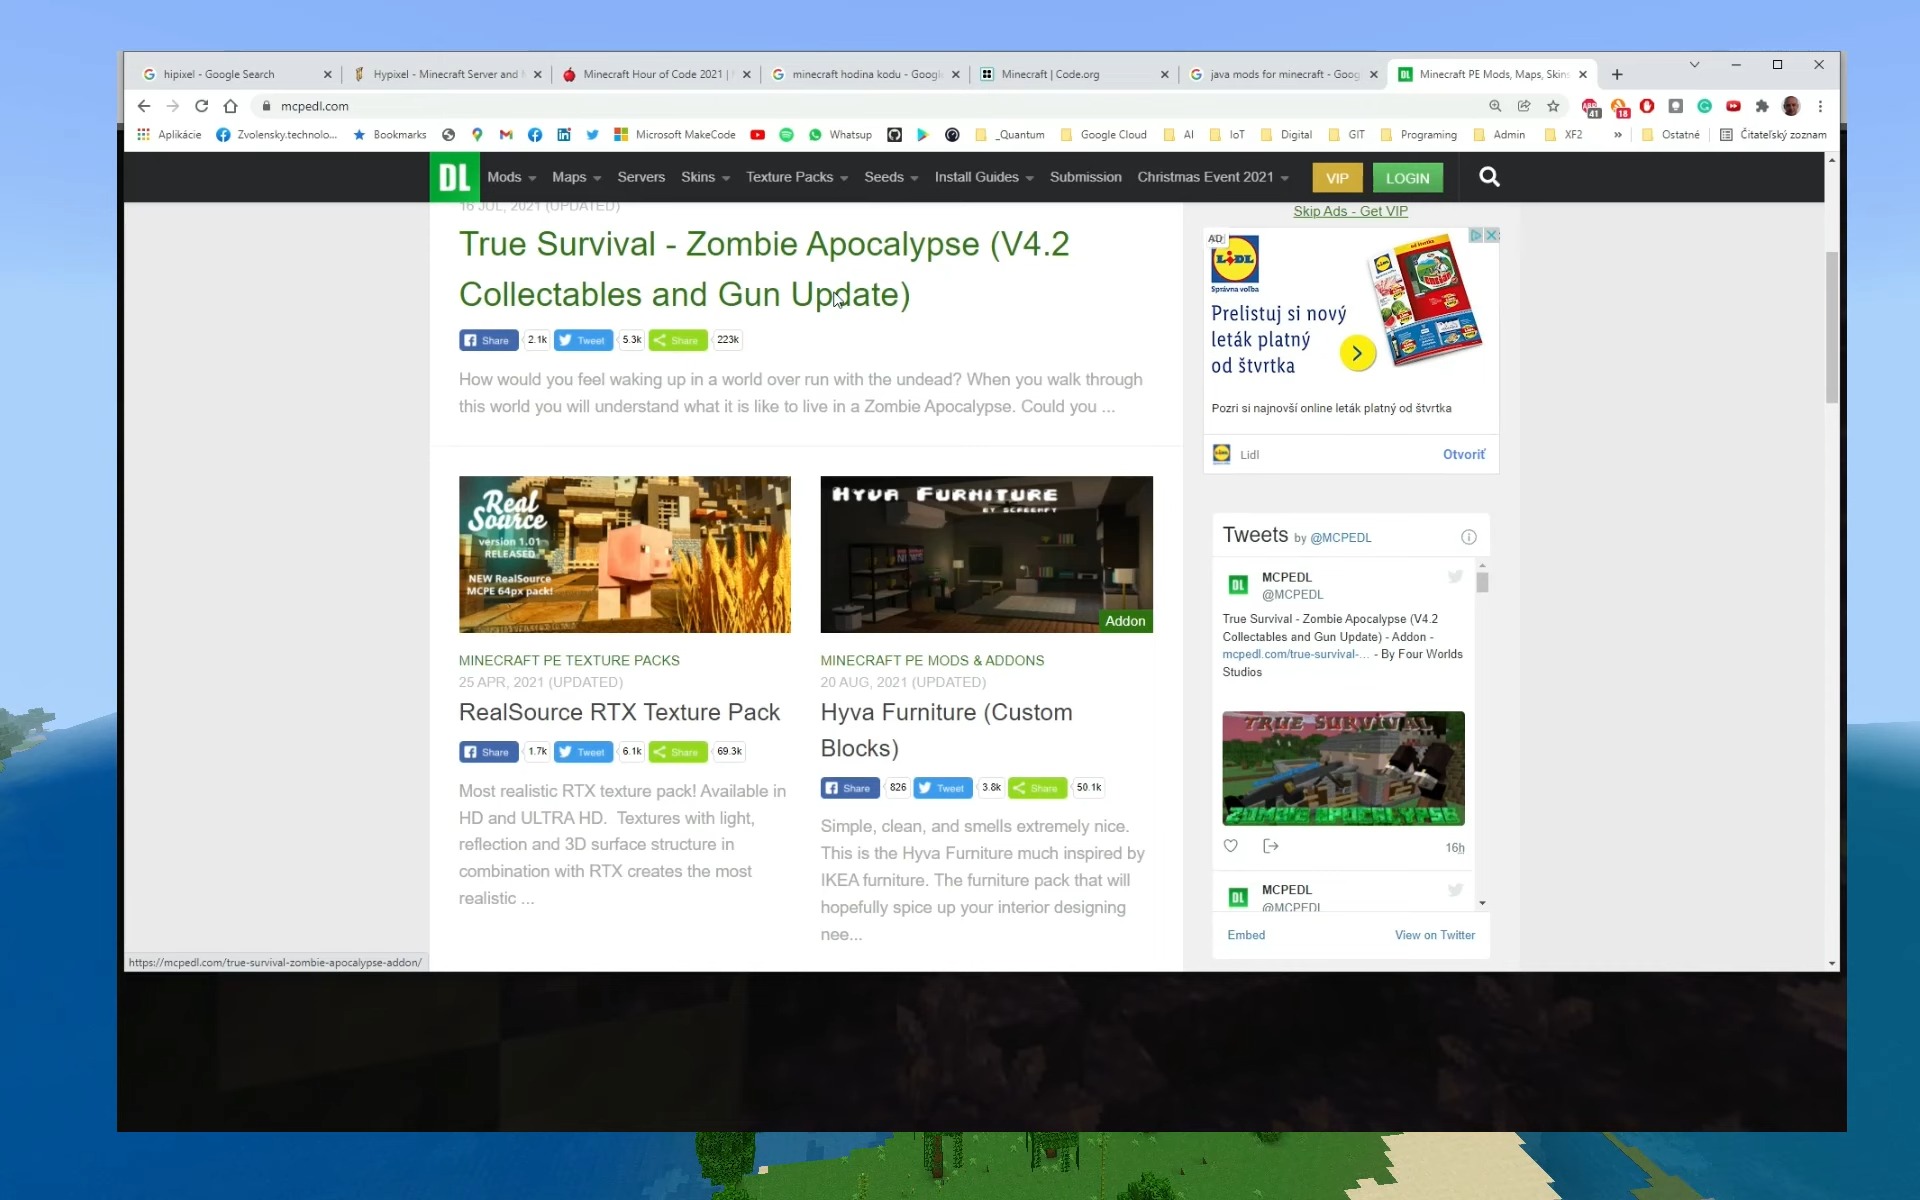 hipixel - Google Search
Hypixel - Minecraft Server and
Minecraft Hour of Code 2021 |
minecraft hodina kodu - Google
Minecraft | Code.org
java mods for minecraft - Goog
DL Minecraft PE Mods, Maps, Skins
mcpedl.com
41
18
Aplikácie
Zvolensky.technolo...
Bookmarks
Microsoft MakeCode
Whatsup
_Quantum
Google Cloud
AI
IoT
Digital
GIT
Programing
Admin
XF2
»
Ostatné
Čitateľský zoznam
DL
Mods
Maps
Servers
Skins
Texture Packs
Seeds
Install Guides
Submission
Christmas Event 2021
VIP
LOGIN
16 JUL, 2021 (UPDATED)
True Survival - Zombie Apocalypse (V4.2
Collectables and Gun Update)
Share 2.1k Tweet 5.3k Share 223k
How would you feel waking up in a world over run with the undead? When you walk through
this world you will understand what it is like to live in a Zombie Apocalypse. Could you ...
Real
Source
version 1.01
RELEASED
NEW RealSource
MCPE 64px pack!
MINECRAFT PE TEXTURE PACKS
25 APR, 2021 (UPDATED)
RealSource RTX Texture Pack
Share 1.7k Tweet 6.1k Share 69.3k
Most realistic RTX texture pack! Available in
HD and ULTRA HD. Textures with light,
reflection and 3D surface structure in
combination with RTX creates the most
realistic ...
HYVA FURNITURE
Addon
MINECRAFT PE MODS & ADDONS
20 AUG, 2021 (UPDATED)
Hyva Furniture (Custom
Blocks)
Share 826 Tweet 3.8k Share 50.1k
Simple, clean, and smells extremely nice.
This is the Hyva Furniture much inspired by
IKEA furniture. The furniture pack that will
hopefully spice up your interior designing
nee...
Skip Ads - Get VIP
AD
LIDL
Správna voľba
Prelistuj si nový
leták platný
od štvrtka
Pozri si najnovší online leták platný od štvrtka
Lidl
Otvoriť
Tweets by @MCPEDL
DL MCPEDL
@MCPEDL
True Survival - Zombie Apocalypse (V4.2
Collectables and Gun Update) - Addon -
mcpedl.com/true-survival-... - By Four Worlds
Studios
TRUE SURVIVAL
ZOMBIE APOCALYPSE
16h
DL MCPEDL
@MCPEDL
Embed
View on Twitter
https://mcpedl.com/true-survival-zombie-apocalypse-addon/